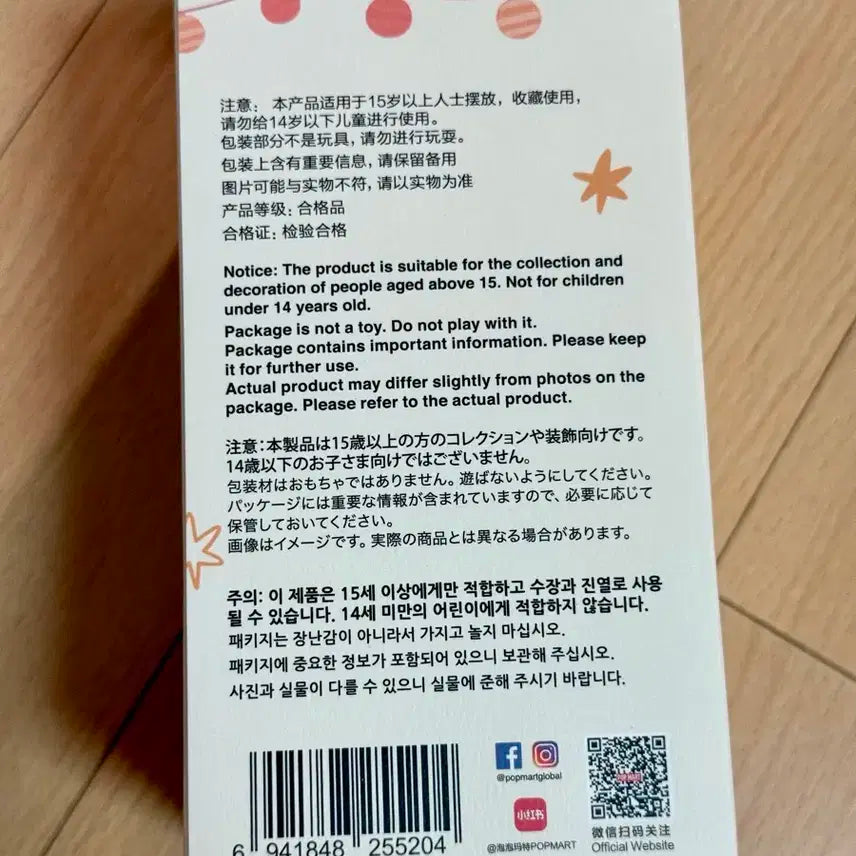 注意： 本产品适用于15岁以上人士摆放，收藏使用，
请勿给14岁以下儿童进行使用。
包装部分不是玩具，请勿进行玩耍。
包装上含有重要信息，请保留备用
图片可能与实物不符，请以实物为准
产品等级：合格品
合格证：检验合格
Notice: The product is suitable for the collection and
decoration of people aged above 15. Not for children
under 14 years old.
Package is not a toy. Do not play with it.
Package contains important information. Please keep
it for further use.
Actual product may differ slightly from photos on the
package. Please refer to the actual product.
注意：本製品は15歳以上の方のコレクションや装飾向けです。
14歳以下のお子さま向けではございません。
包装材はおもちゃではありません。遊ばないようにしてください。
パッケージには重要な情報が含まれていますので、必要に応じて
保管しておいてください。
画像はイメージです。実際の商品とは異なる場合があります。
주의: 이 제품은 15세 이상에게만 적합하고 수장과 진열로 사용
될 수 있습니다. 14세 미만의 어린이에게 적합하지 않습니다.
패키지는 장난감이 아니라서 가지고 놀지 마십시오.
패키지에 중요한 정보가 포함되어 있으니 보관해 주십시오.
사진과 실물이 다를 수 있으니 실물에 준해 주시기 바랍니다.
6 941848 255204
@popmartglobal
小红书
@泡泡玛特POPMART
POP MART
微信扫码关注
Official Website